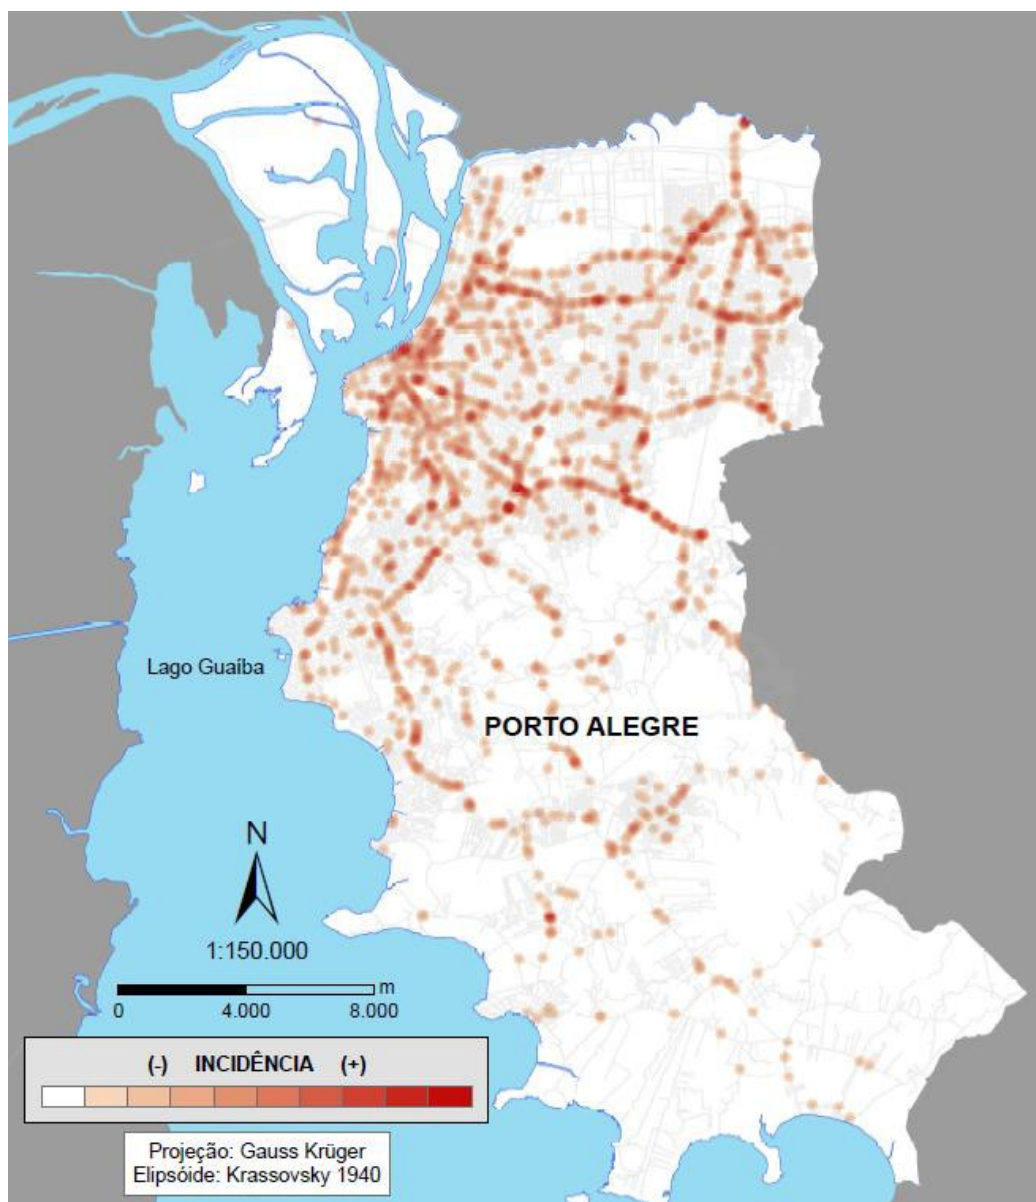 Lago Guaíba
PORTO ALEGRE
N
1:150.000
m
0 4.000 8.000
(-) INCIDÊNCIA (+)
Projeção: Gauss Krüger
Elipsóide: Krassovsky 1940